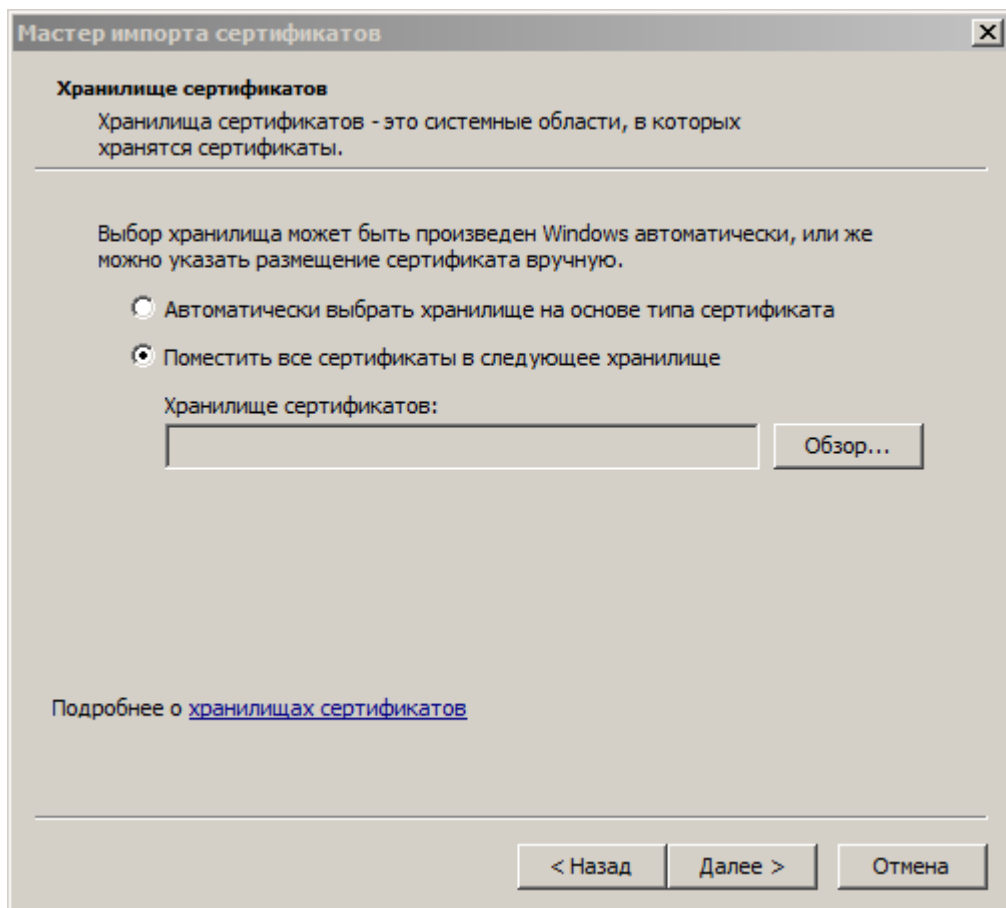 Мастер импорта сертификатов
Хранилище сертификатов
Хранилища сертификатов - это системные области, в которых
хранятся сертификаты.
Выбор хранилища может быть произведен Windows автоматически, или же
можно указать размещение сертификата вручную.
Автоматически выбрать хранилище на основе типа сертификата
Поместить все сертификаты в следующее хранилище
Хранилище сертификатов:
Обзор...
Подробнее о хранилищах сертификатов
< Назад Далее > Отмена